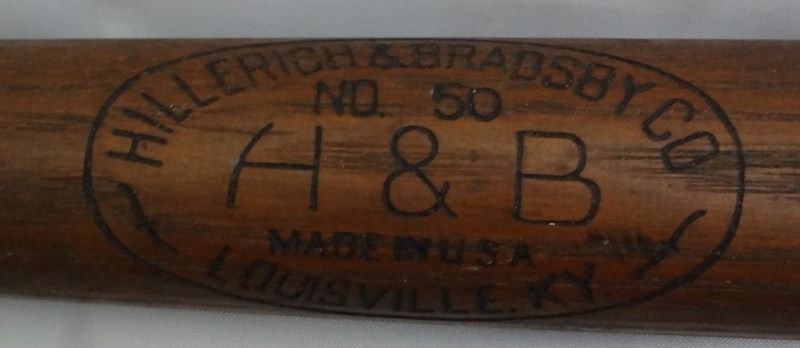 HILLERICH & BRADSBY CO
NO. 50
H & B
MADE IN U.S.A
LOUISVILLE. KY.